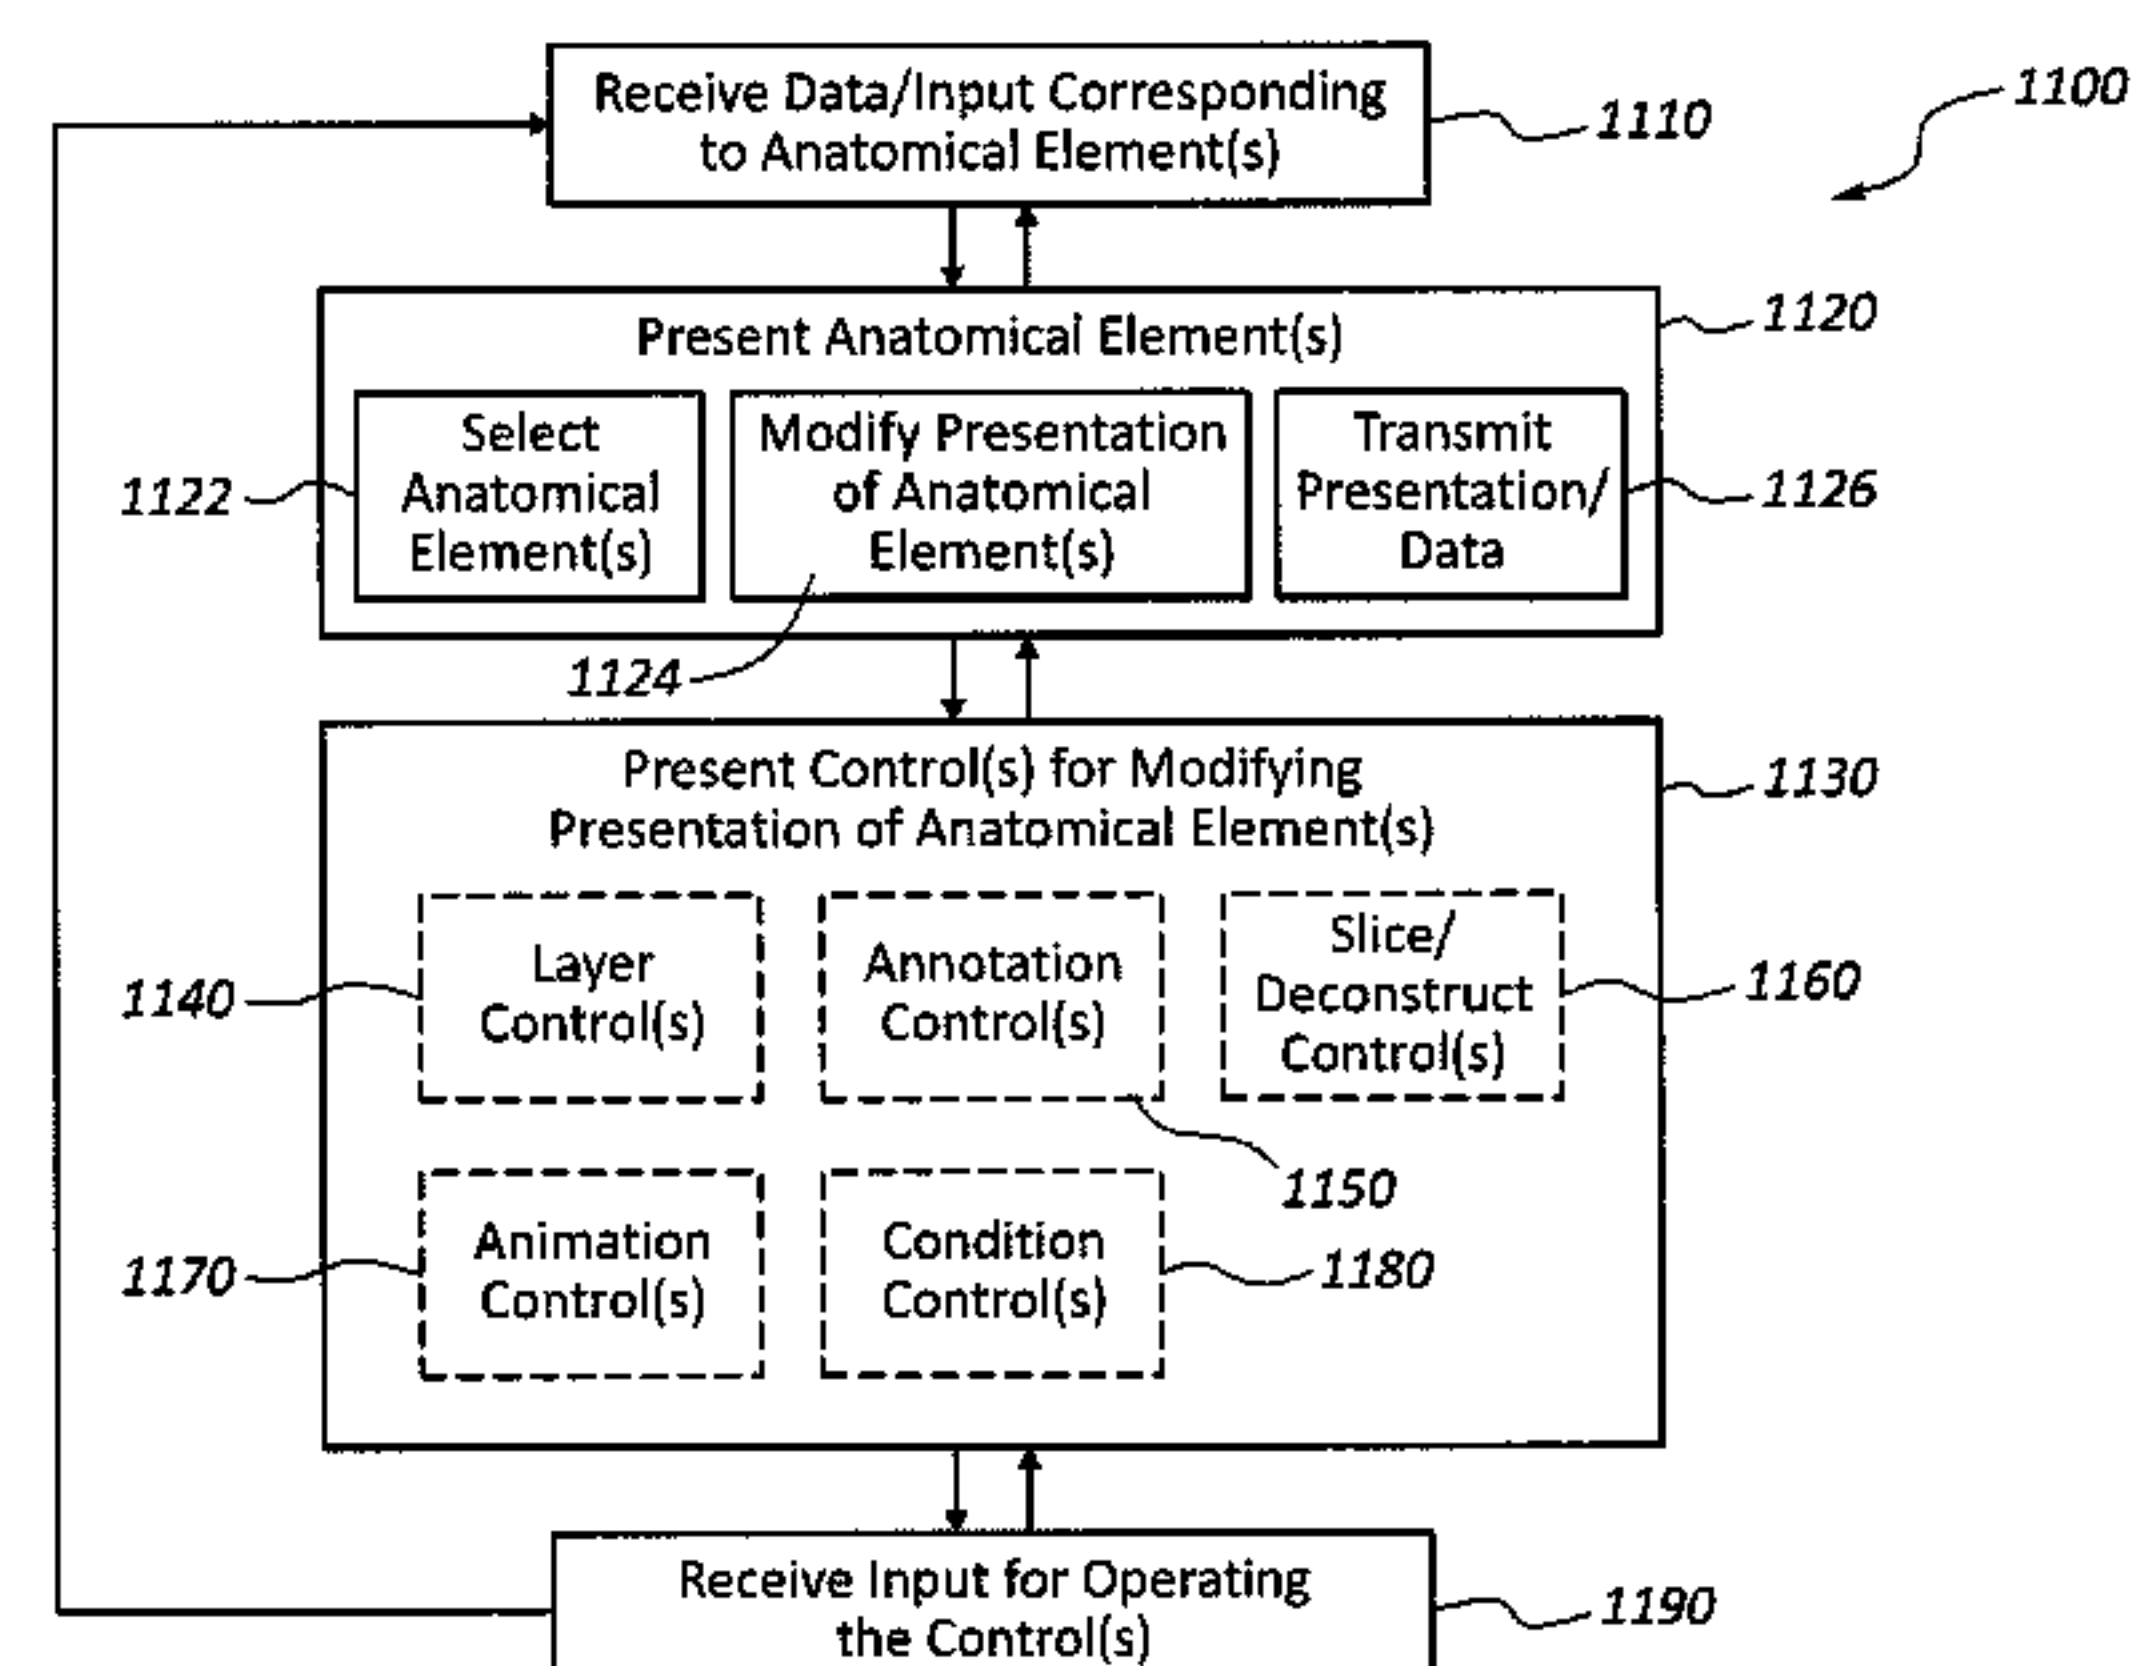 Receive Data/Input Corresponding
to Anatomical Element(s)
1110
1100
Present Anatomical Element(s)
1120
Select
Anatomical
Element(s)
1122
Modify Presentation
of Anatomical
Element(s)
1124
Transmit
Presentation/
Data
1126
Present Control(s) for Modifying
Presentation of Anatomical Element(s)
1130
Layer
Control(s)
1140
Annotation
Control(s)
1150
Slice/
Deconstruct
Control(s)
1160
Animation
Control(s)
1170
Condition
Control(s)
1180
Receive Input for Operating
the Control(s)
1190